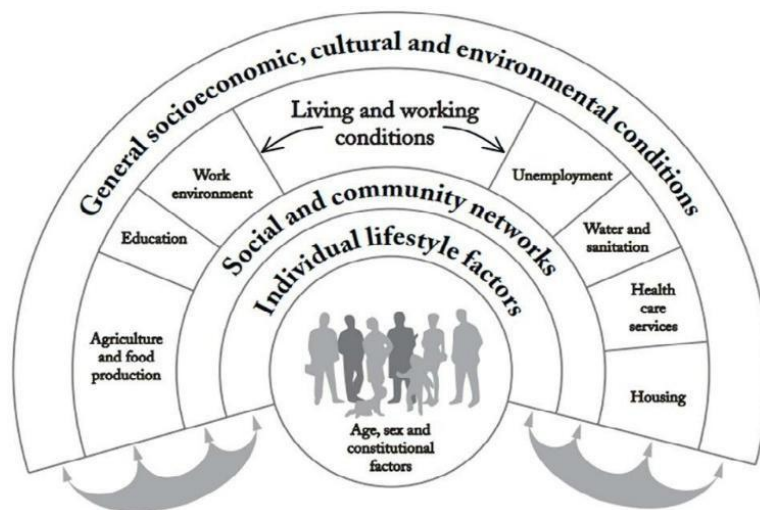 General socioeconomic, cultural and environmental conditions
Living and working
conditions
Work
environment
Unemployment
Education
Water and
sanitation
Social and community networks
Individual lifestyle factors
Agriculture
and food
production
Health
care
services
Housing
Age, sex and
constitutional
factors